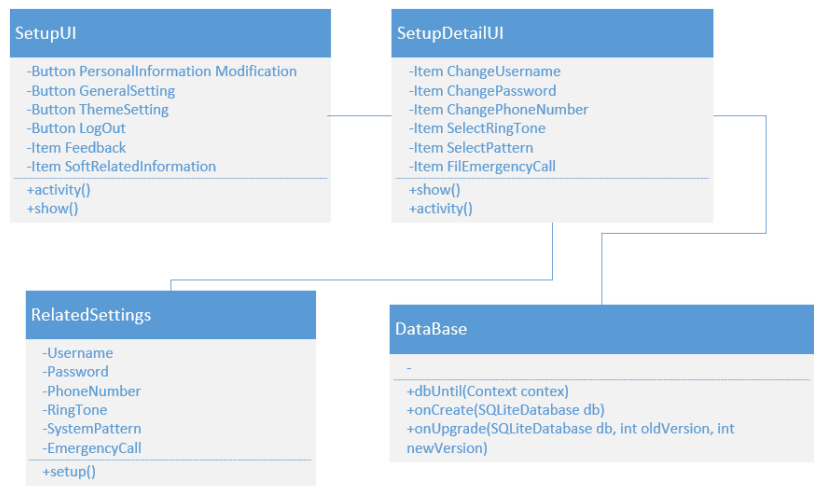 SetupUI
-Button PersonalInformation Modification
-Button GeneralSetting
-Button ThemeSetting
-Button LogOut
-Item Feedback
-Item SoftRelatedInformation
+activity()
+show()
SetupDetailUI
-Item ChangeUsername
-Item ChangePassword
-Item ChangePhoneNumber
-Item SelectRingTone
-Item SelectPattern
-Item FilEmergencyCall
+show()
+activity()
RelatedSettings
-Username
-Password
-PhoneNumber
-RingTone
-SystemPattern
-EmergencyCall
+setup()
DataBase
-
+dbUntil(Context contex)
+onCreate(SQLiteDatabase db)
+onUpgrade(SQLiteDatabase db, int oldVersion, int
newVersion)